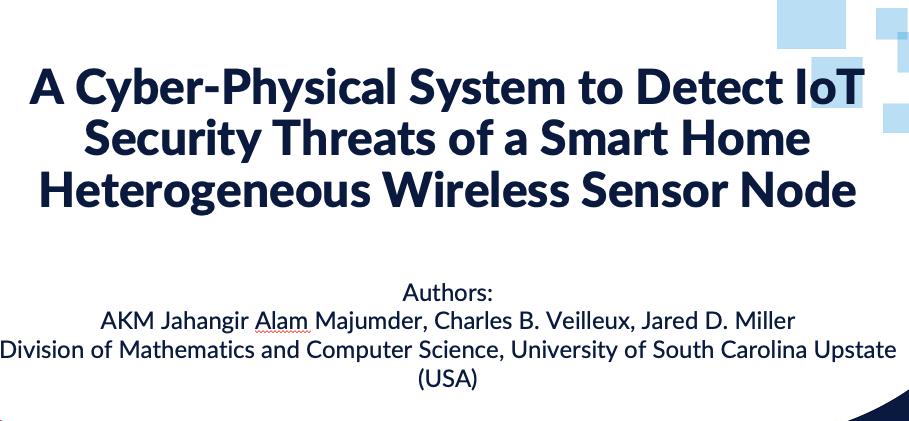 A Cyber-Physical System to Detect IoT
Security Threats of a Smart Home
Heterogeneous Wireless Sensor Node
Authors:
AKM Jahangir Alam Majumder, Charles B. Veilleux, Jared D. Miller
Division of Mathematics and Computer Science, University of South Carolina Upstate
(USA)